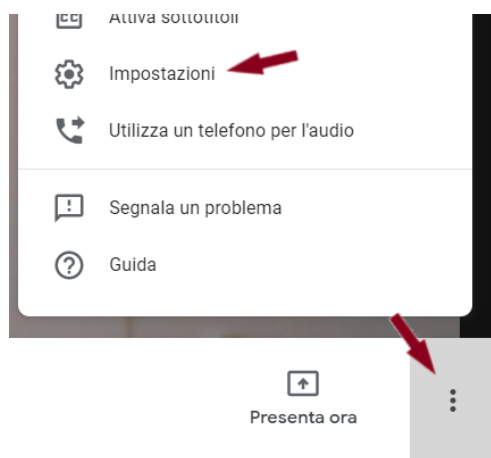 Attiva sottotitoli
Impostazioni
Utilizza un telefono per l'audio
Segnala un problema
Guida
Presenta ora